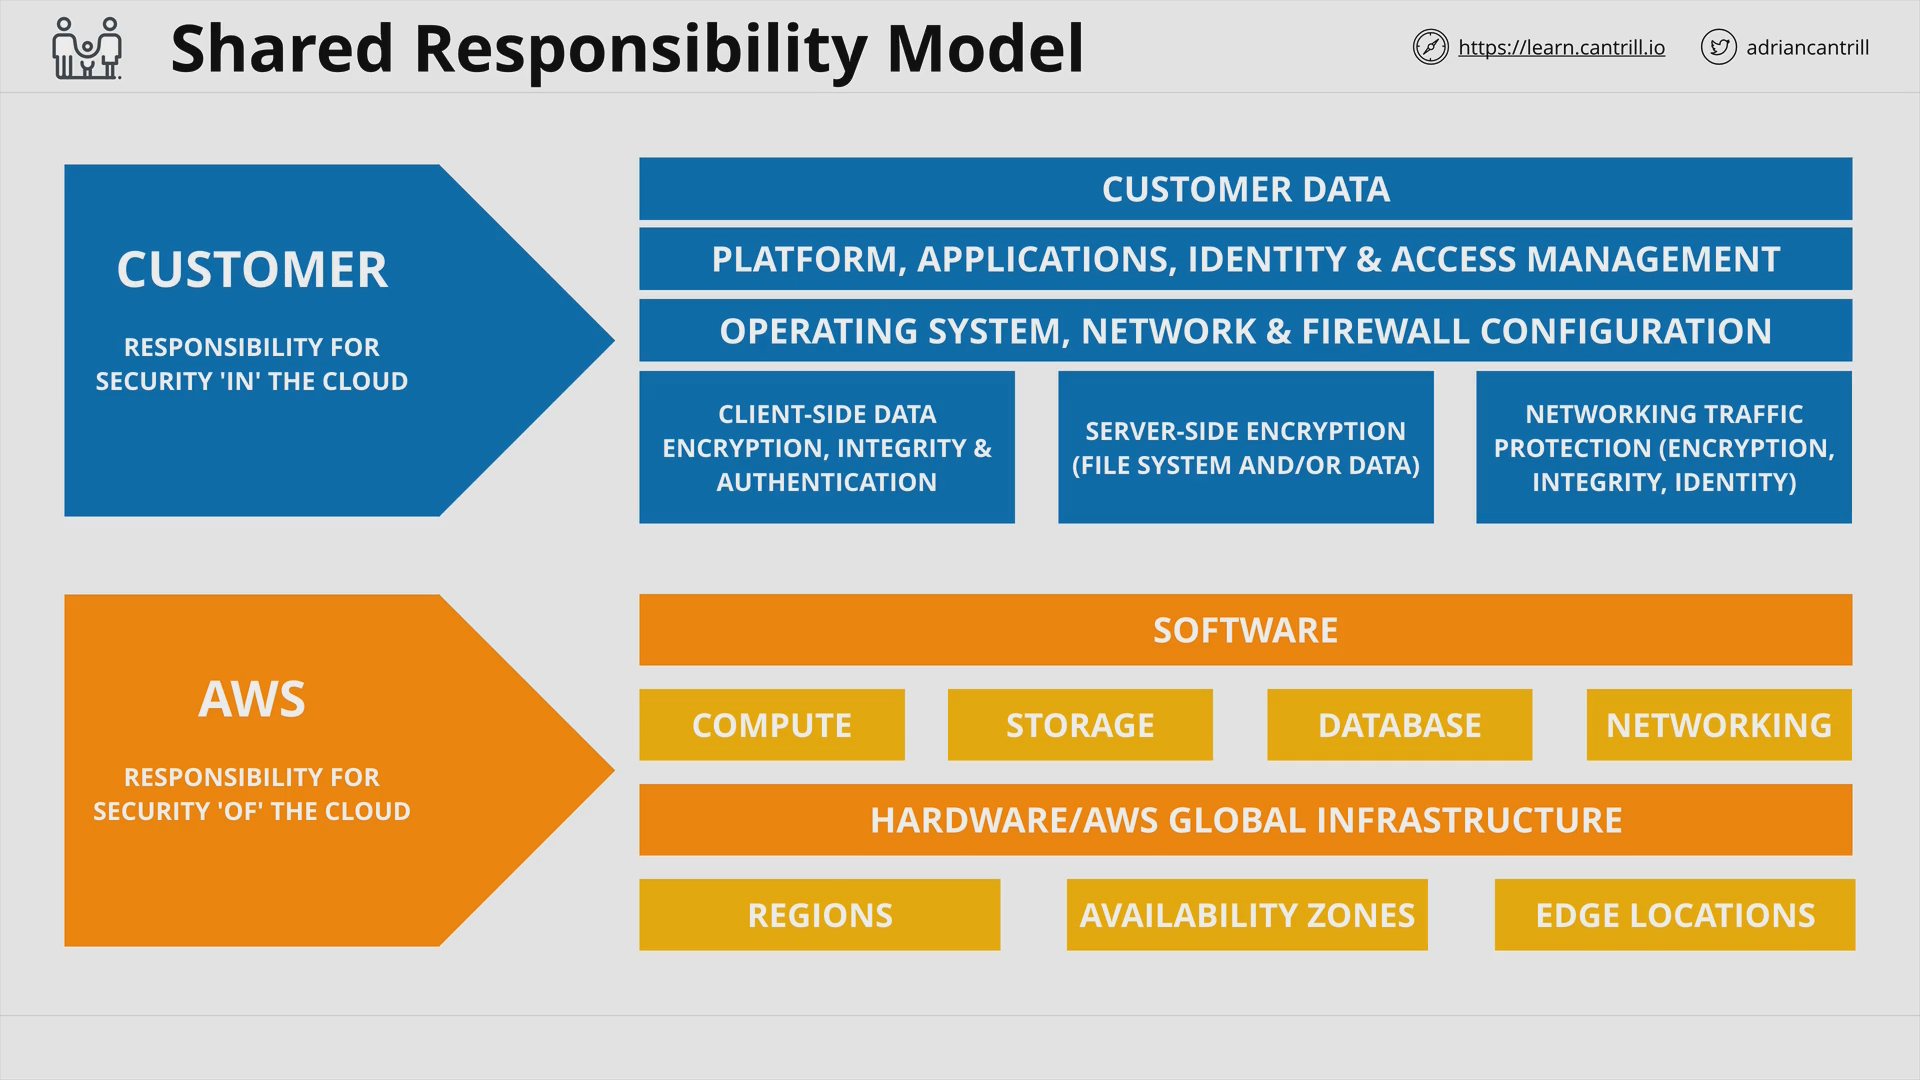 Shared Responsibility Model
https://learn.cantrill.io
adriancantrill
CUSTOMER
RESPONSIBILITY FOR
SECURITY 'IN' THE CLOUD
CUSTOMER DATA
PLATFORM, APPLICATIONS, IDENTITY & ACCESS MANAGEMENT
OPERATING SYSTEM, NETWORK & FIREWALL CONFIGURATION
CLIENT-SIDE DATA
ENCRYPTION, INTEGRITY &
AUTHENTICATION
SERVER-SIDE ENCRYPTION
(FILE SYSTEM AND/OR DATA)
NETWORKING TRAFFIC
PROTECTION (ENCRYPTION,
INTEGRITY, IDENTITY)
AWS
RESPONSIBILITY FOR
SECURITY 'OF' THE CLOUD
SOFTWARE
COMPUTE
STORAGE
DATABASE
NETWORKING
HARDWARE/AWS GLOBAL INFRASTRUCTURE
REGIONS
AVAILABILITY ZONES
EDGE LOCATIONS